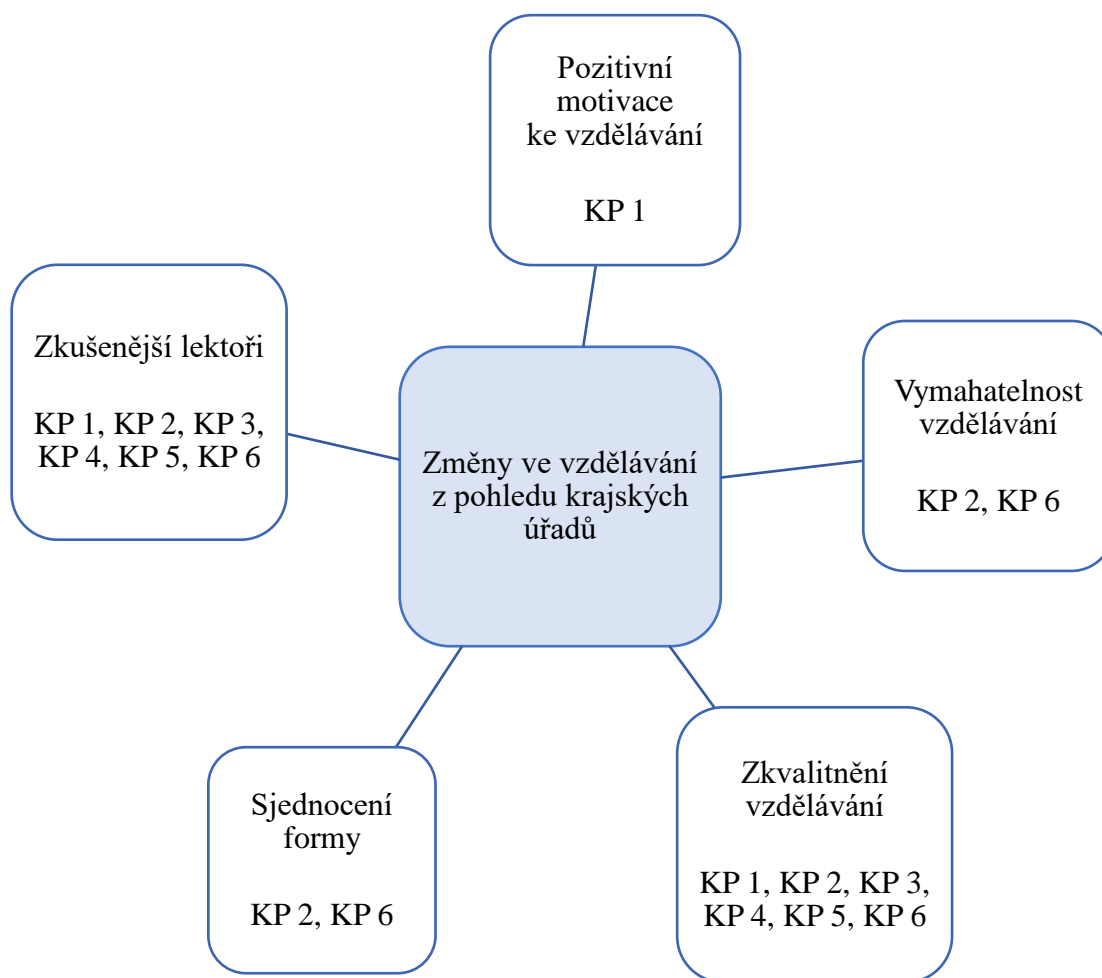 Pozitivní
motivace
ke vzdělávání
KP 1
Zkušenější lektoři
KP 1, KP 2, KP 3,
KP 4, KP 5, KP 6
Vymahatelnost
vzdělávání
KP 2, KP 6
Změny ve vzdělávání
z pohledu krajských
úřadů
Sjednocení
formy
KP 2, KP 6
Zkvalitnění
vzdělávání
KP 1, KP 2, KP 3,
KP 4, KP 5, KP 6